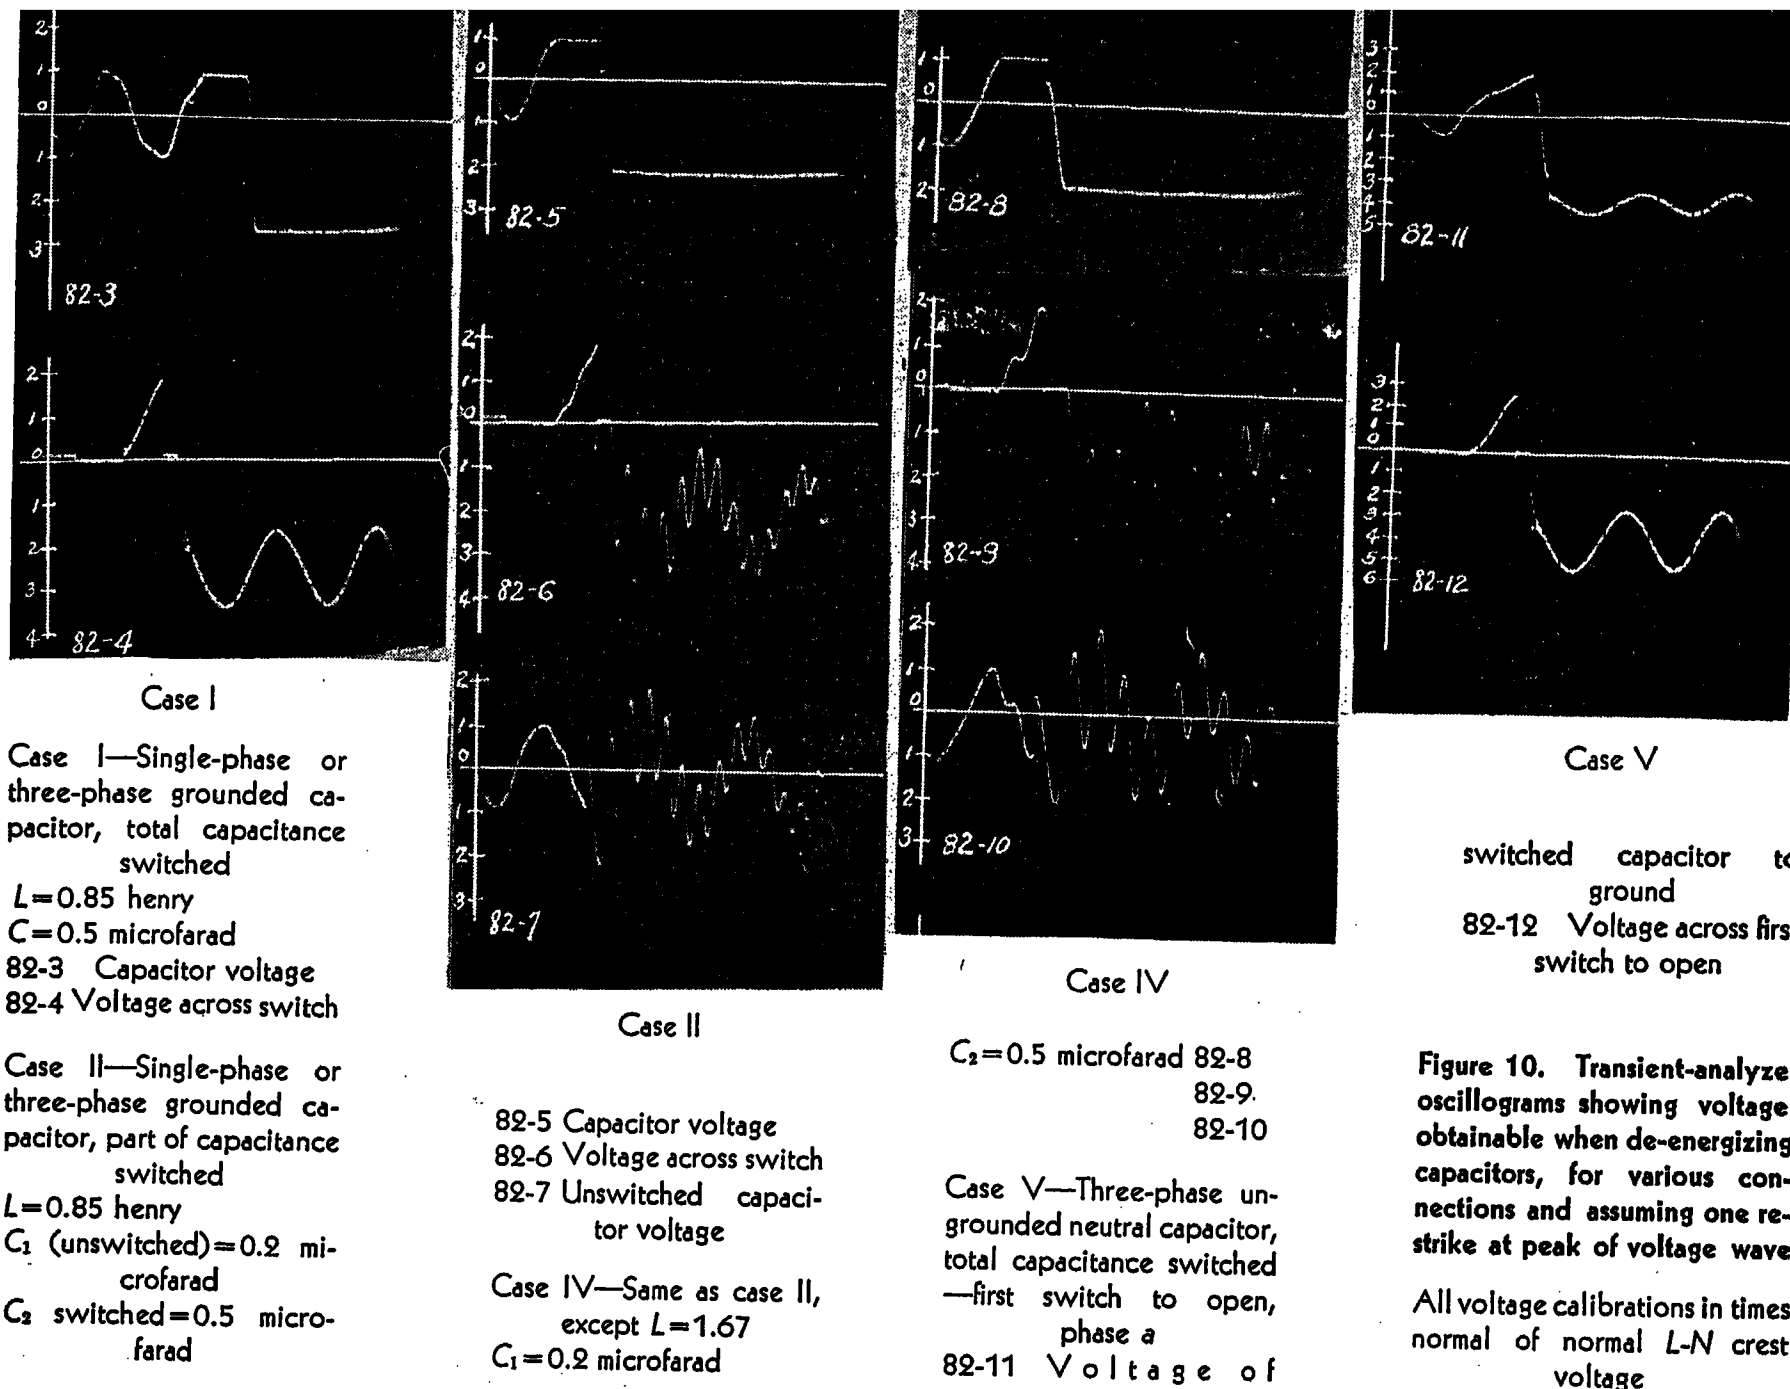 82-3
82-4
Case I
Case I—Single-phase or
three-phase grounded ca-
pacitor, total capacitance
switched
L=0.85 henry
C=0.5 microfarad
82-3 Capacitor voltage
82-4 Voltage across switch
Case II—Single-phase or
three-phase grounded ca-
pacitor, part of capacitance
switched
L=0.85 henry
C₁ (unswitched)=0.2 mi-
crofarad
C₂ switched=0.5 micro-
farad
82-5
82-6
82-7
Case II
82-5 Capacitor voltage
82-6 Voltage across switch
82-7 Unswitched capaci-
tor voltage
Case IV—Same as case II,
except L=1.67
C₁=0.2 microfarad
82-8
82-9
82-10
Case IV
C₂=0.5 microfarad 82-8
82-9.
82-10
Case V—Three-phase un-
grounded neutral capacitor,
total capacitance switched
—first switch to open,
phase a
82-11 Voltage of
82-11
82-12
Case V
switched capacitor to
ground
82-12 Voltage across firs
switch to open
Figure 10. Transient-analyze
oscillograms showing voltage
obtainable when de-energizing
capacitors, for various con-
nections and assuming one re-
strike at peak of voltage wave
All voltage calibrations in times
normal of normal L-N crest
voltage